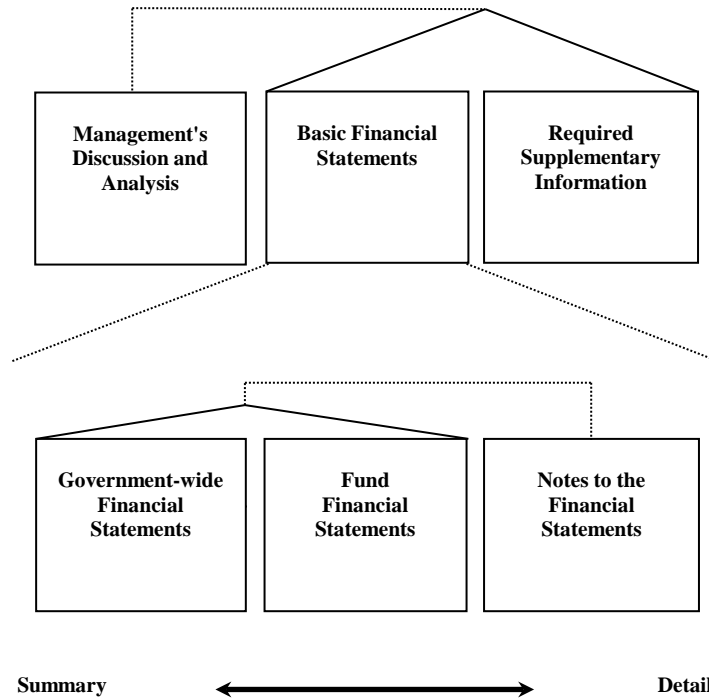 Management's
Discussion and
Analysis
Basic Financial
Statements
Required
Supplementary
Information
Government-wide
Financial
Statements
Fund
Financial
Statements
Notes to the
Financial
Statements
Summary
Detail